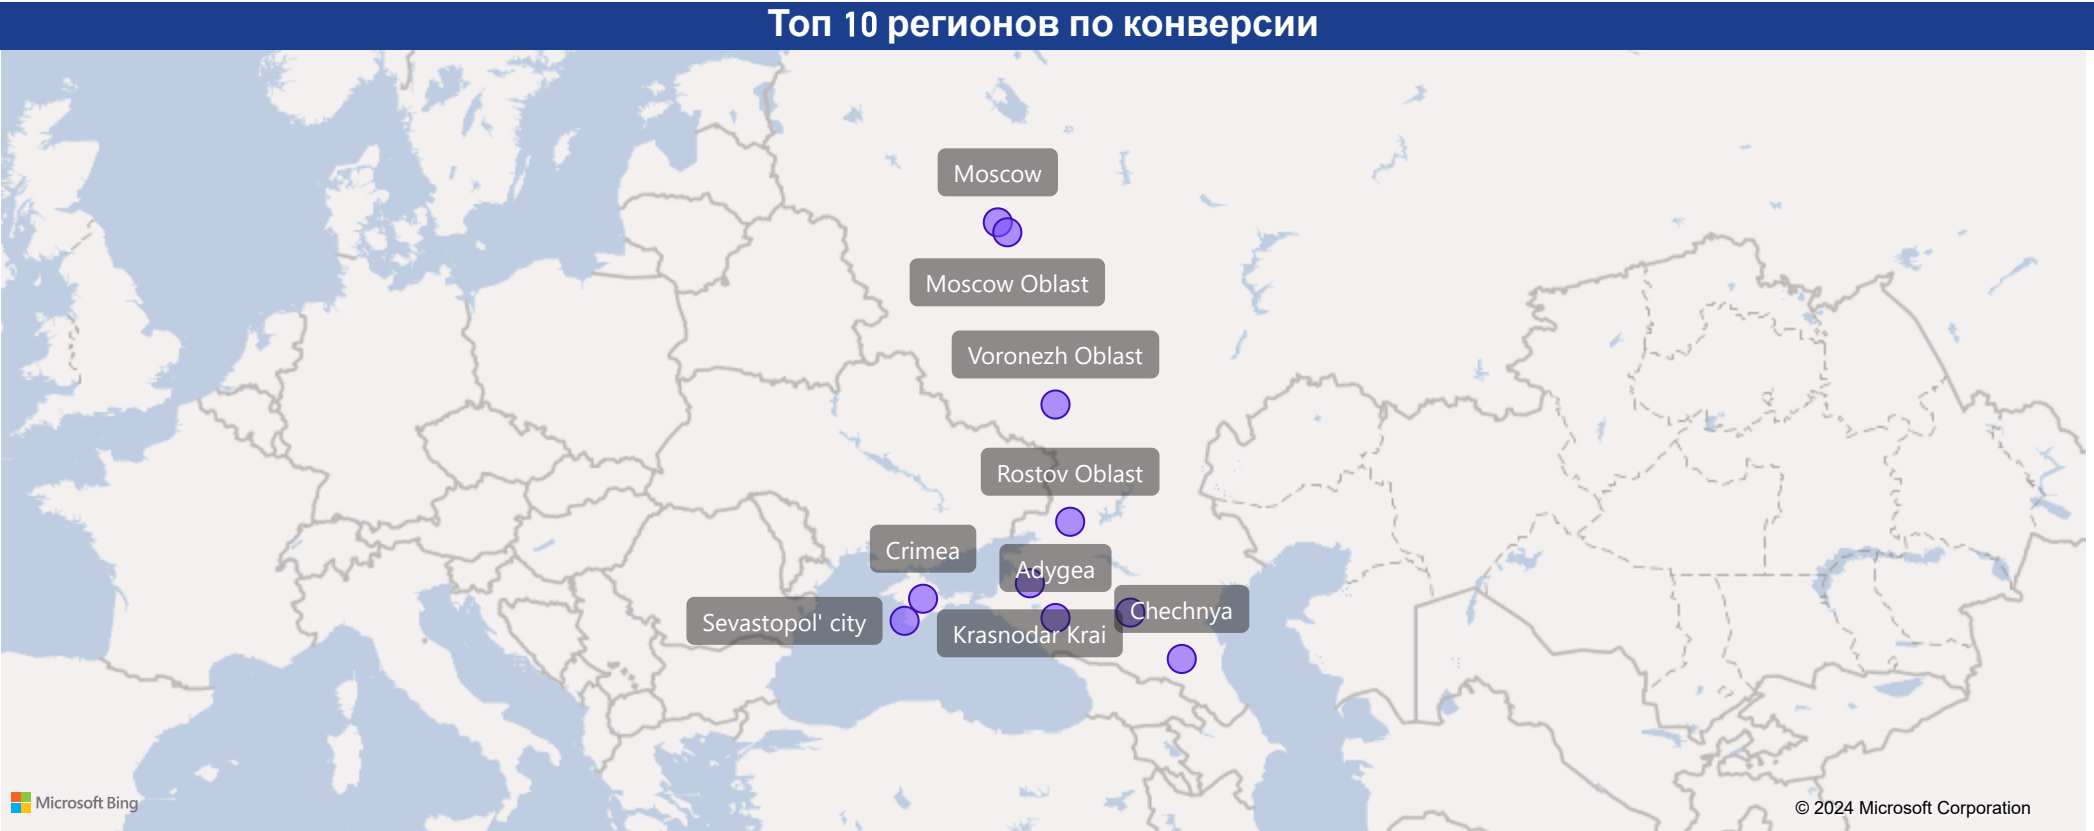 Топ 10 регионов по конверсии
Moscow
Moscow Oblast
Voronezh Oblast
Rostov Oblast
Crimea
Adygea
Sevastopol' city
Chechnya
Krasnodar Krai
Microsoft Bing
© 2024 Microsoft Corporation